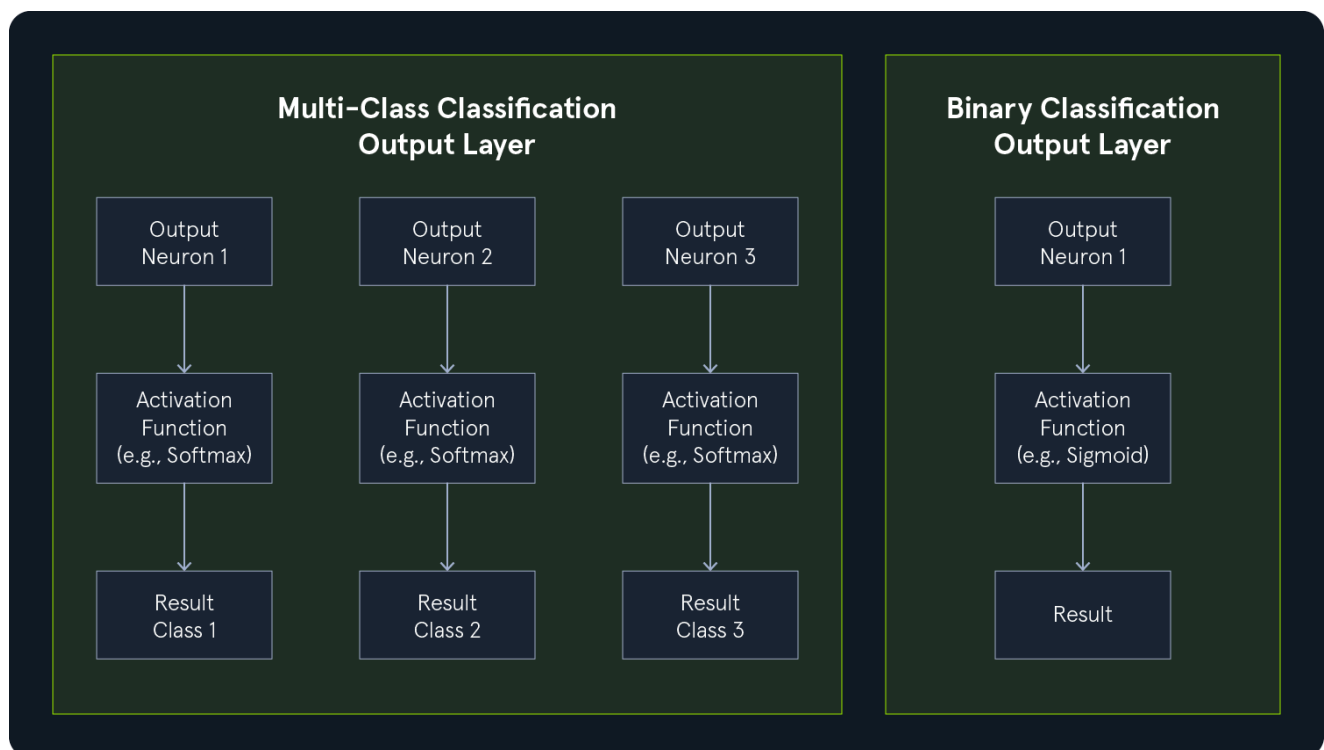 Multi-Class Classification
Output Layer
Output
Neuron 1
Output
Neuron 2
Output
Neuron 3
Activation
Function
(e.g., Softmax)
Activation
Function
(e.g., Softmax)
Activation
Function
(e.g., Softmax)
Result
Class 1
Result
Class 2
Result
Class 3
Binary Classification
Output Layer
Output
Neuron 1
Activation
Function
(e.g., Sigmoid)
Result